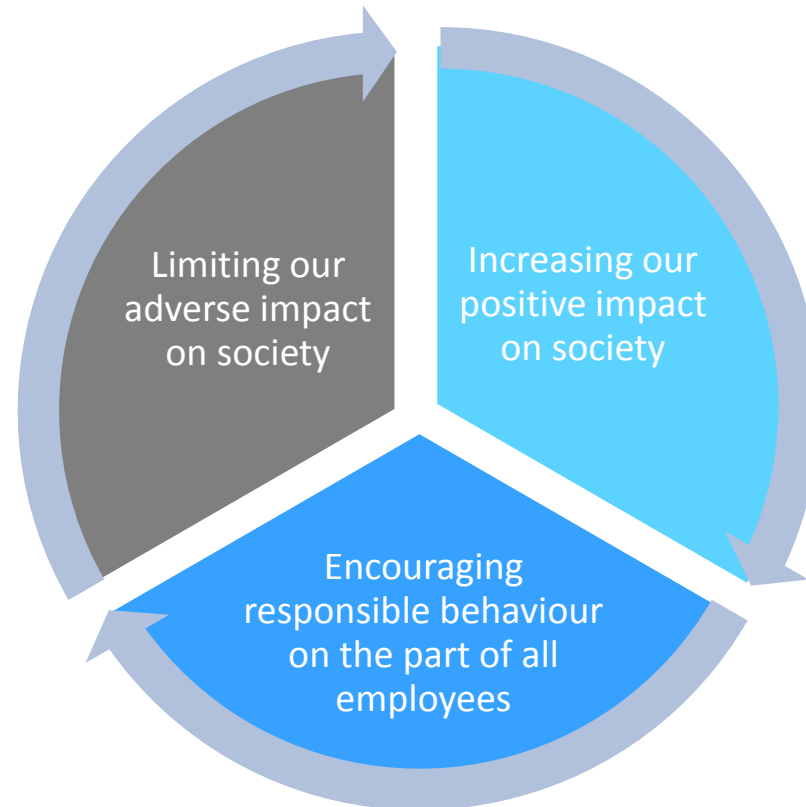 Limiting our
adverse impact
on society
Increasing our
positive impact
on society
Encouraging
responsible behaviour
on the part of all
employees